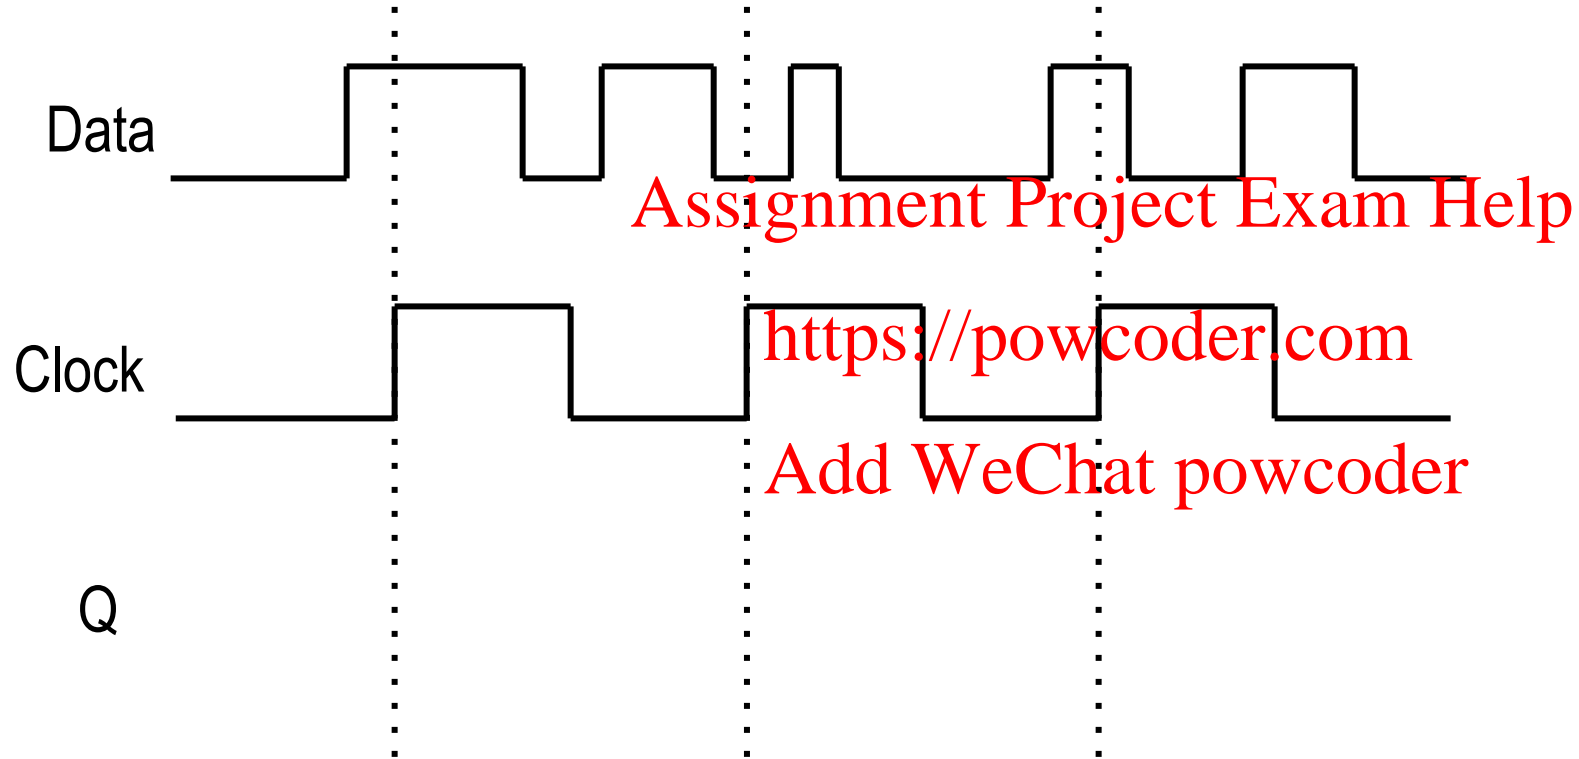 Data
Assignment Project Exam Help
https://powcoder.com
Clock
Add WeChat powcoder
Q